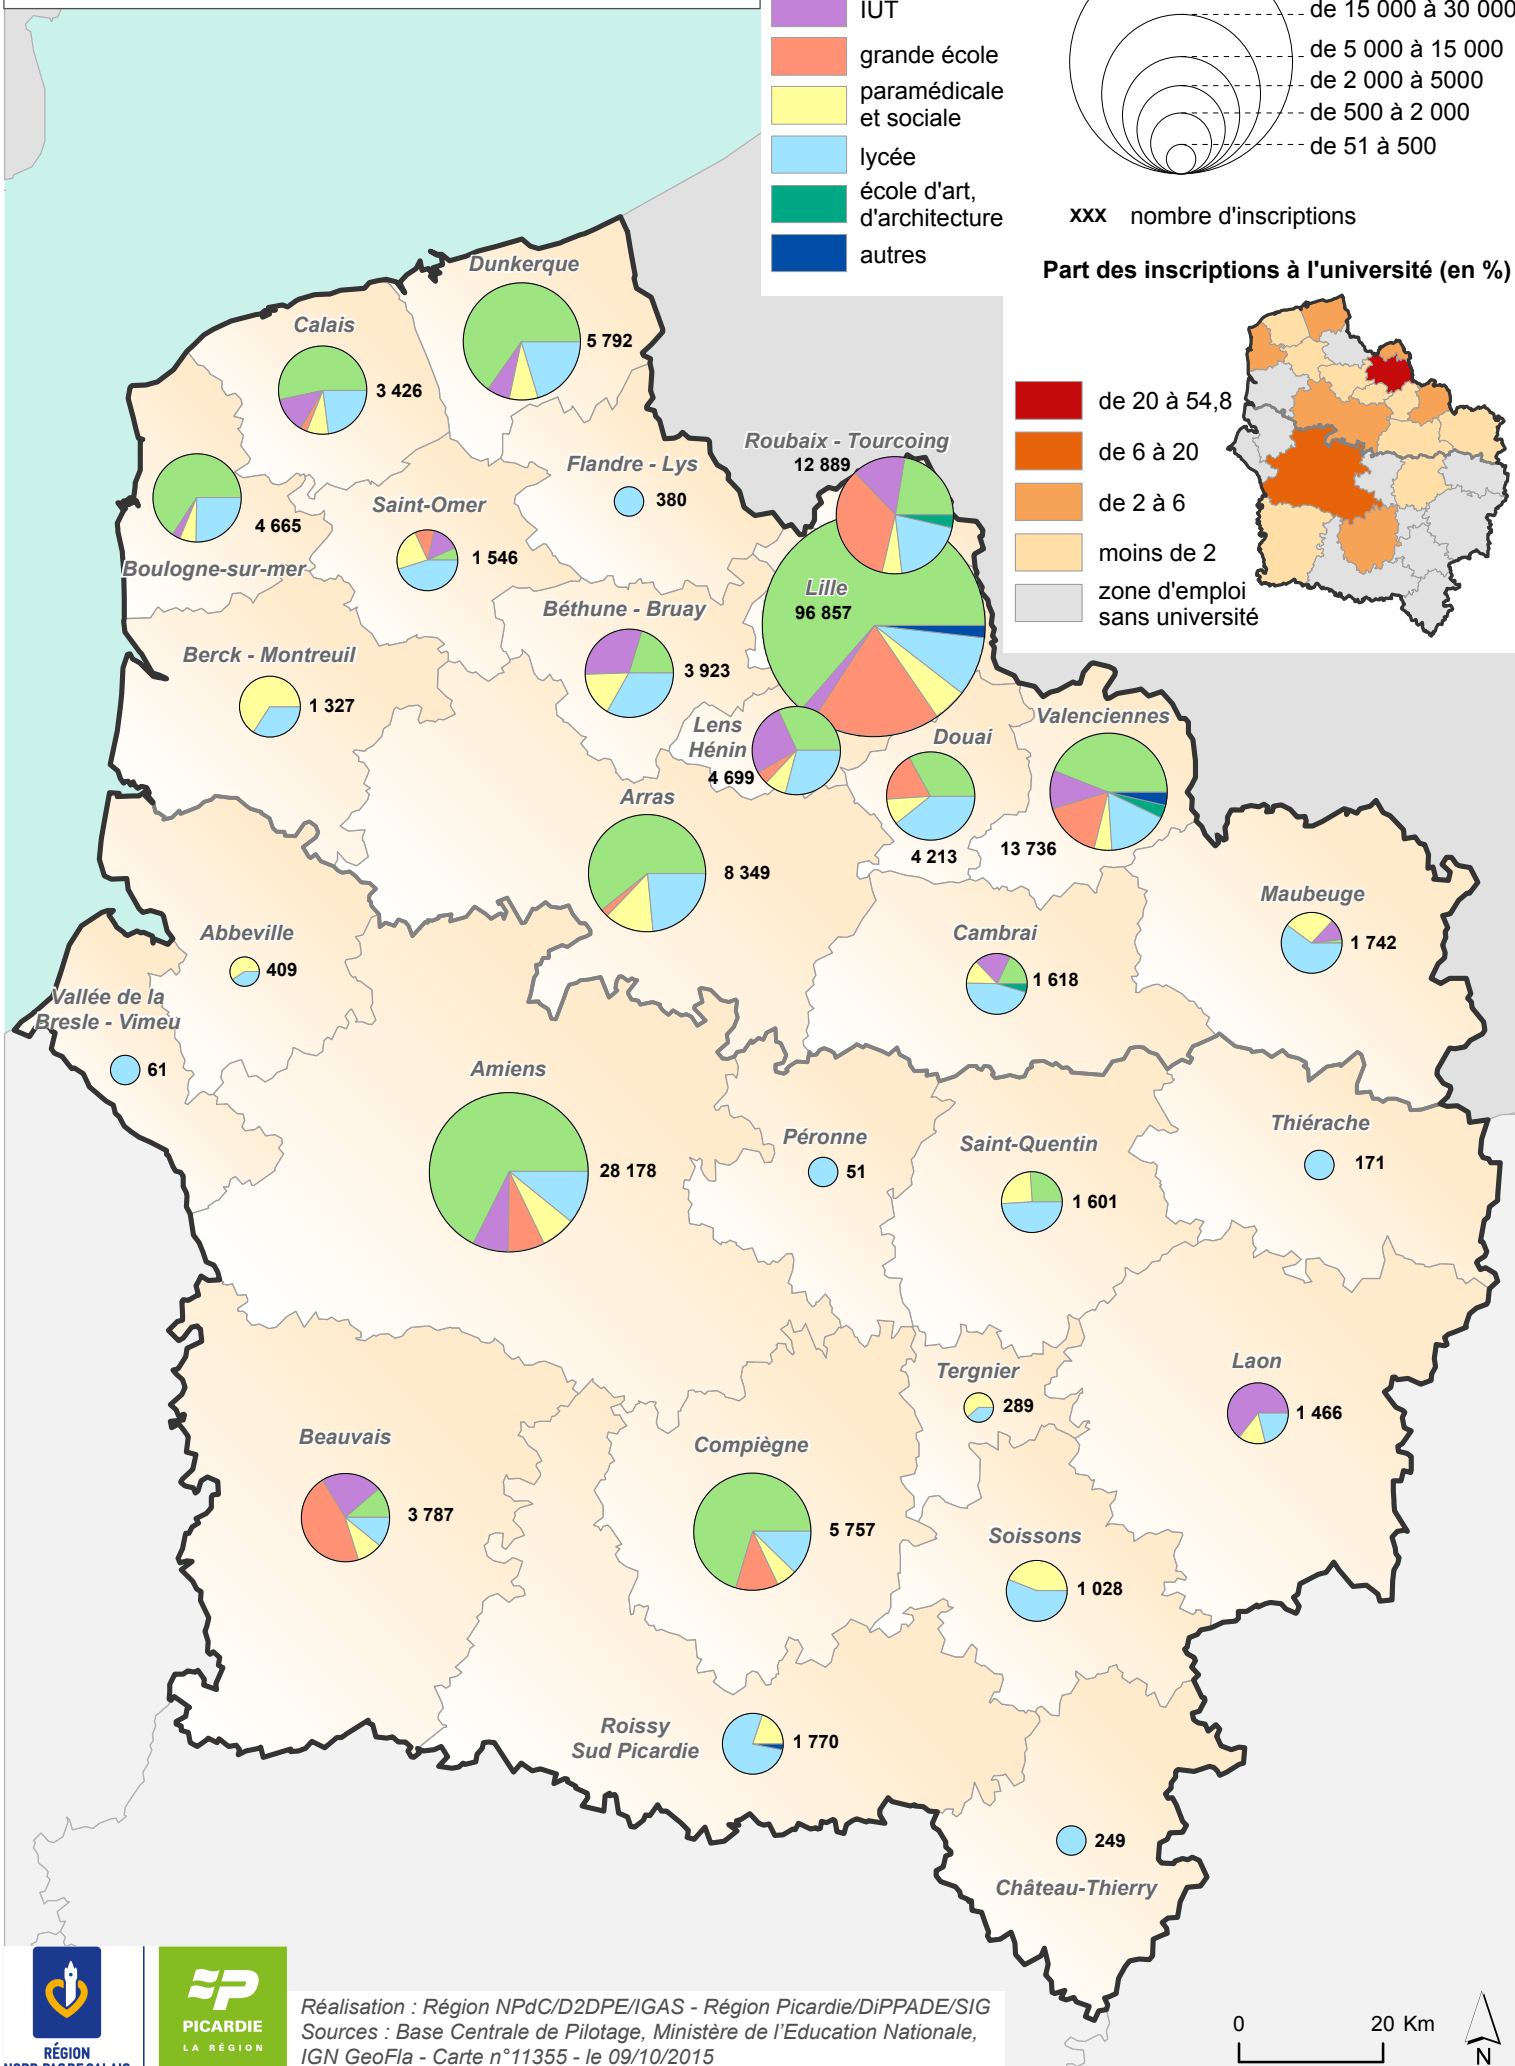 IUT
grande école
paramédicale
et sociale
lycée
école d'art,
d'architecture
autres
de 15 000 à 30 000
de 5 000 à 15 000
de 2 000 à 5000
de 500 à 2 000
de 51 à 500
xxx nombre d'inscriptions
Part des inscriptions à l'université (en %)
de 20 à 54,8
de 6 à 20
de 2 à 6
moins de 2
zone d'emploi
sans université
Dunkerque
5 792
Calais
3 426
Boulogne-sur-mer
4 665
Saint-Omer
1 546
Flandre - Lys
380
Roubaix - Tourcoing
12 889
Lille
96 857
Béthune - Bruay
3 923
Berck - Montreuil
1 327
Lens
Hénin
4 699
Douai
4 213
Valenciennes
13 736
Arras
8 349
Maubeuge
1 742
Cambrai
1 618
Abbeville
409
Vallée de la
Bresle - Vimeu
61
Amiens
28 178
Péronne
51
Saint-Quentin
1 601
Thiérache
171
Tergnier
289
Laon
1 466
Beauvais
3 787
Compiègne
5 757
Soissons
1 028
Roissy
Sud Picardie
1 770
249
Château-Thierry
RÉGION
NORD-PAS DE CALAIS
PICARDIE
LA RÉGION
Réalisation : Région NPdC/D2DPE/IGAS - Région Picardie/DiPPADE/SIG
Sources : Base Centrale de Pilotage, Ministère de l'Education Nationale,
IGN GeoFla - Carte n°11355 - le 09/10/2015
0 20 Km
N